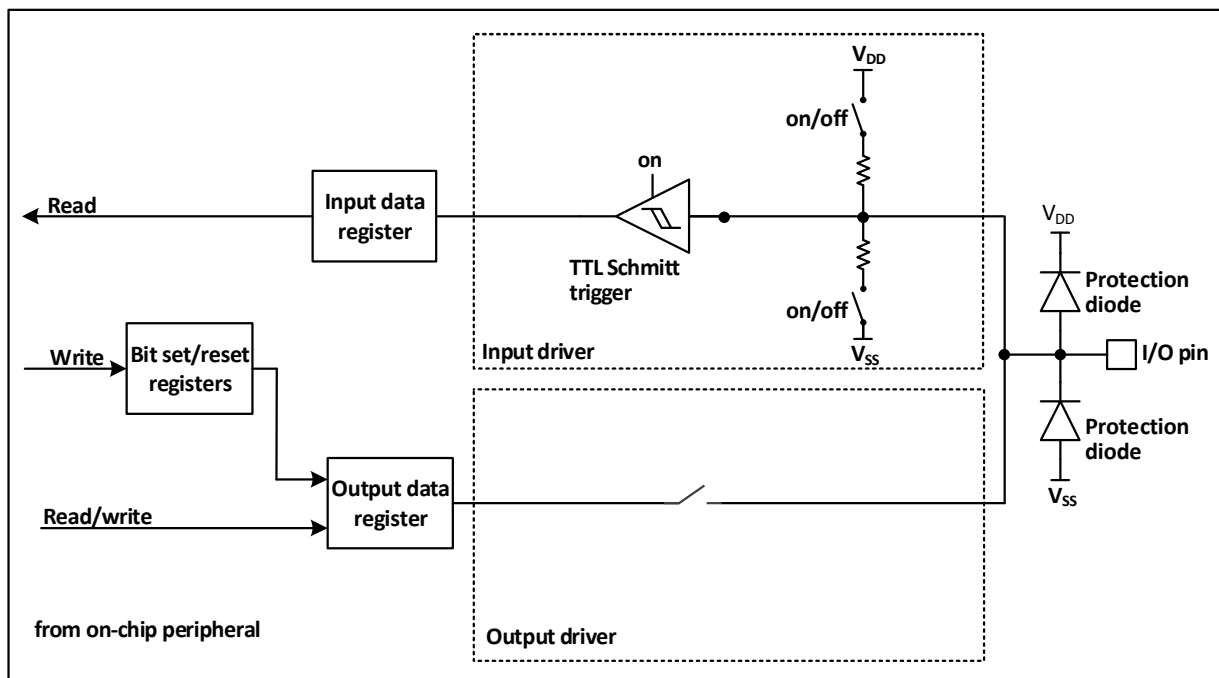 V_DD
on/off
on
Read
Input data
register
TTL Schmitt
trigger
on/off
V_SS
Input driver
V_DD
Protection
diode
I/O pin
Protection
diode
V_SS
Write
Bit set/reset
registers
Read/write
Output data
register
from on-chip peripheral
Output driver